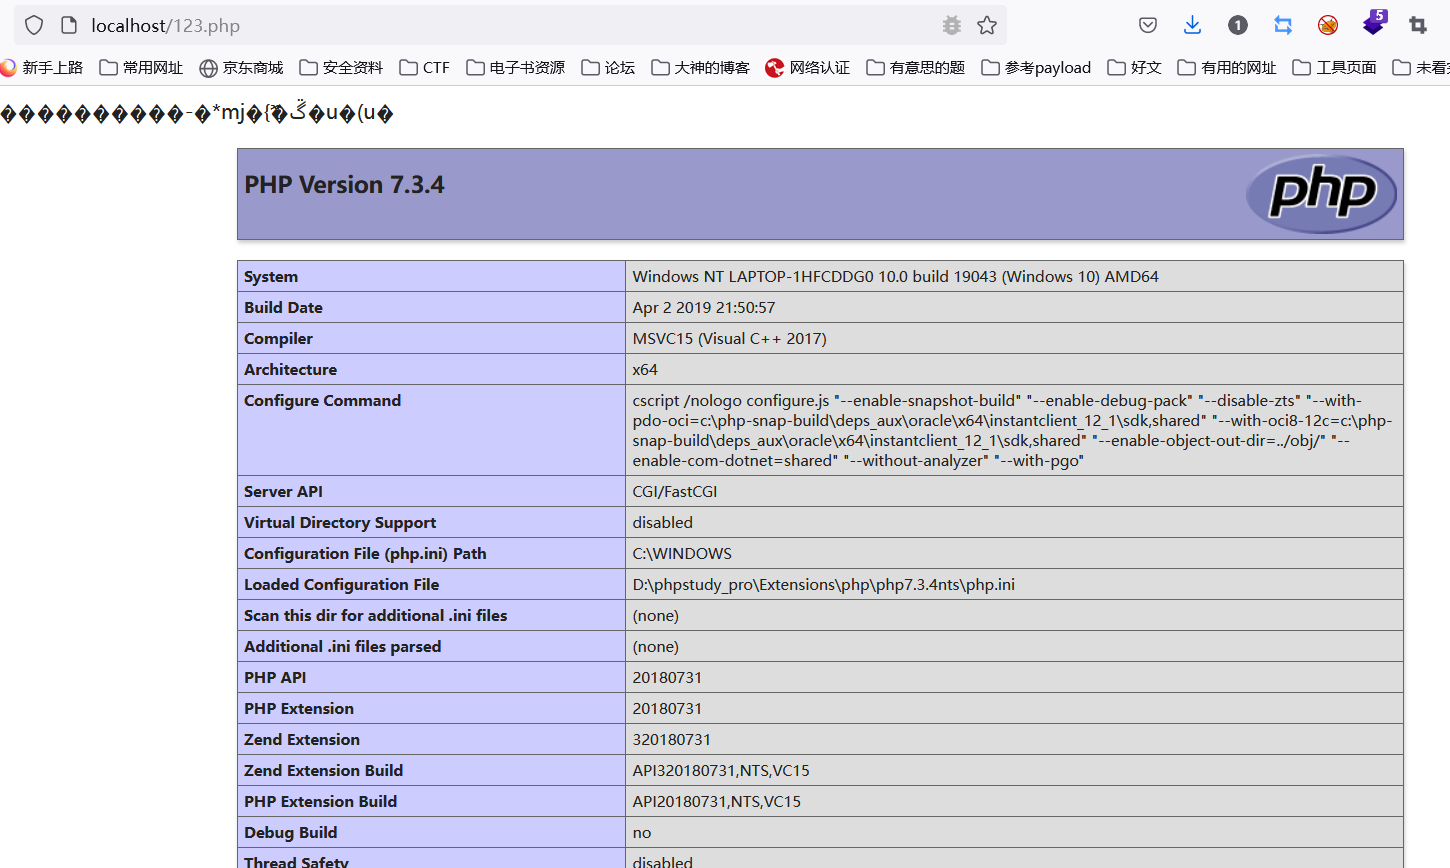 localhost/123.php
1
5
新手上路 常用网址 京东商城 安全资料 CTF 电子书资源 论坛 大神的博客 网络认证 有意思的题 参考payload 好文 有用的网址 工具页面 未看
PHP Version 7.3.4
php
System Windows NT LAPTOP-1HFCDDG0 10.0 build 19043 (Windows 10) AMD64
Build Date Apr 2 2019 21:50:57
Compiler MSVC15 (Visual C++ 2017)
Architecture x64
Configure Command cscript /nologo configure.js "--enable-snapshot-build" "--enable-debug-pack" "--disable-zts" "--with-
pdo-oci=c:\php-snap-build\deps_aux\oracle\x64\instantclient_12_1\sdk,shared" "--with-oci8-12c=c:\php-
snap-build\deps_aux\oracle\x64\instantclient_12_1\sdk,shared" "--enable-object-out-dir=../obj/" "--
enable-com-dotnet=shared" "--without-analyzer" "--with-pgo"
Server API CGI/FastCGI
Virtual Directory Support disabled
Configuration File (php.ini) Path C:\WINDOWS
Loaded Configuration File D:\phpstudy_pro\Extensions\php\php7.3.4nts\php.ini
Scan this dir for additional .ini files (none)
Additional .ini files parsed (none)
PHP API 20180731
PHP Extension 20180731
Zend Extension 320180731
Zend Extension Build API320180731,NTS,VC15
PHP Extension Build API20180731,NTS,VC15
Debug Build no
Thread Safety disabled